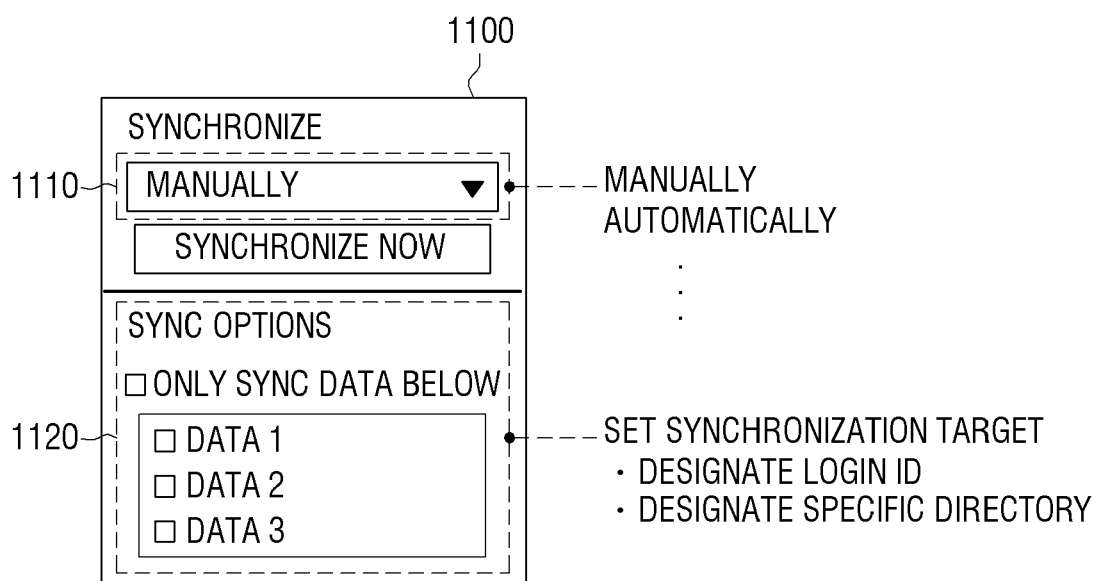 1100
SYNCHRONIZE
1110
MANUALLY ▼
MANUALLY
AUTOMATICALLY
SYNCHRONIZE NOW
SYNC OPTIONS
☐ ONLY SYNC DATA BELOW
1120
☐ DATA 1
☐ DATA 2
☐ DATA 3
SET SYNCHRONIZATION TARGET
· DESIGNATE LOGIN ID
· DESIGNATE SPECIFIC DIRECTORY